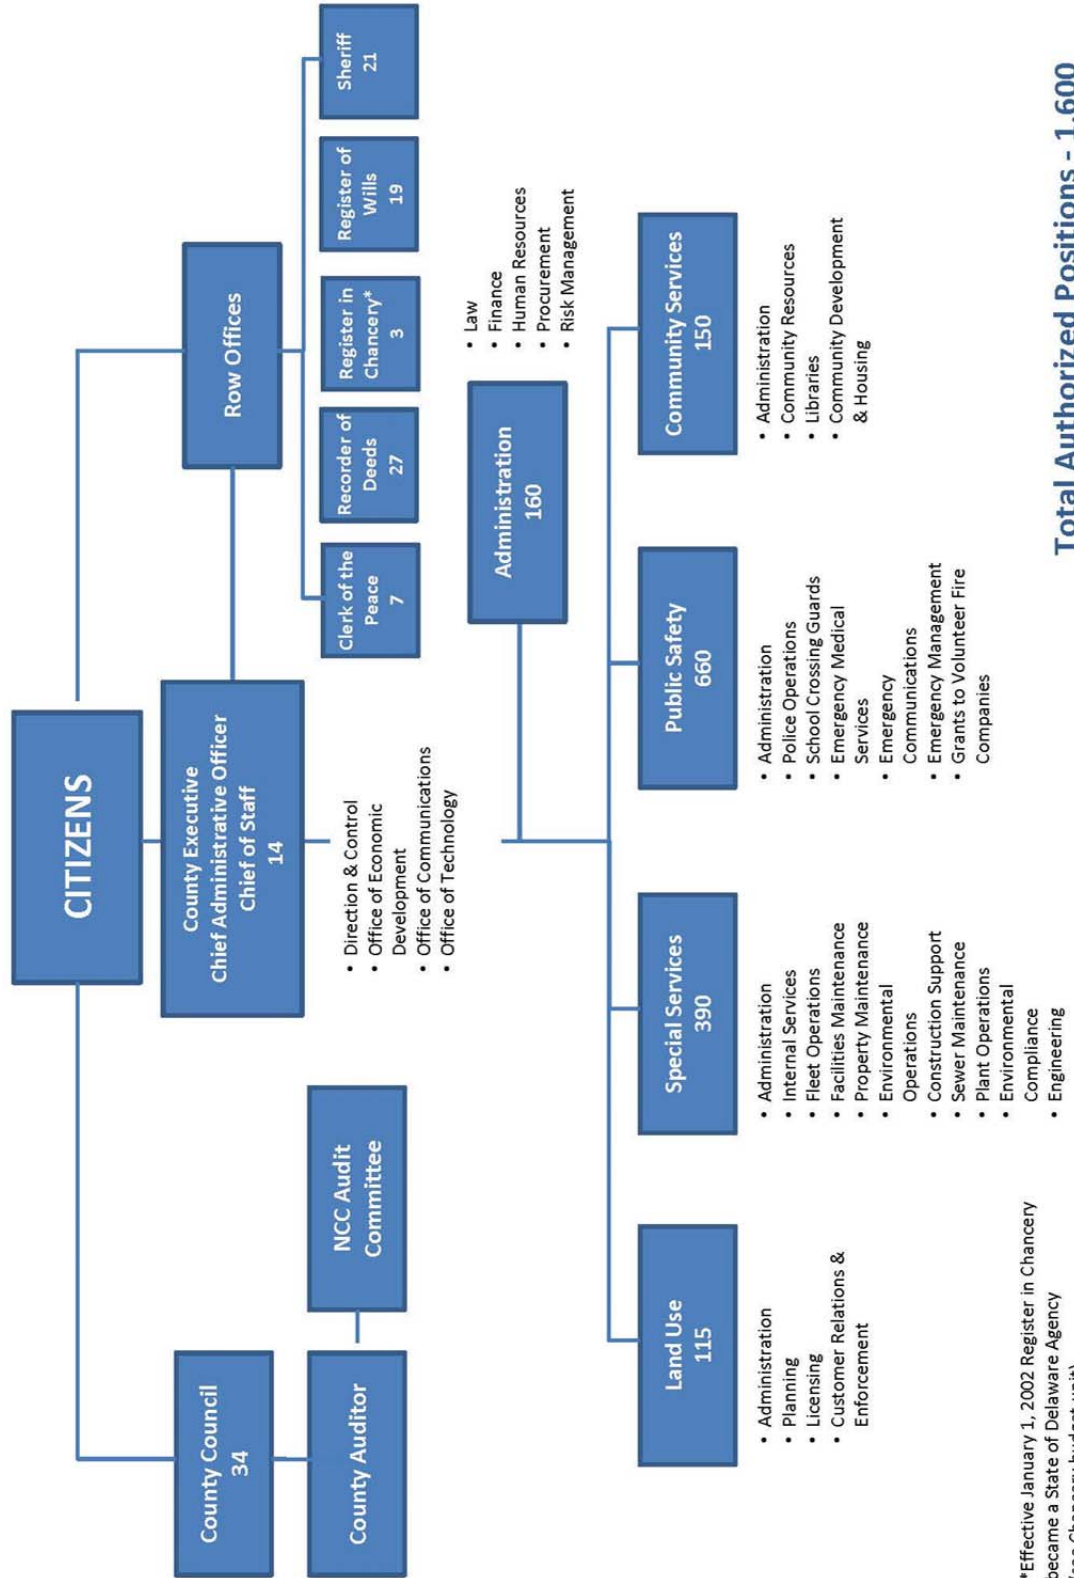 CITIZENS
County Council
34
County Executive
Chief Administrative Officer
Chief of Staff
14
Row Offices
County Auditor
NCC Audit
Committee
• Direction & Control
• Office of Economic
Development
• Office of Communications
• Office of Technology
Clerk of the
Peace
7
Recorder of
Deeds
27
Register in
Chancery*
3
Register of
Wills
19
Sheriff
21
Administration
160
• Law
• Finance
• Human Resources
• Procurement
• Risk Management
Land Use
115
• Administration
• Planning
• Licensing
• Customer Relations &
Enforcement
Special Services
390
• Administration
• Internal Services
• Fleet Operations
• Facilities Maintenance
• Property Maintenance
• Environmental
Operations
• Construction Support
• Sewer Maintenance
• Plant Operations
• Environmental
Compliance
• Engineering
Public Safety
660
• Administration
• Police Operations
• School Crossing Guards
• Emergency Medical
Services
• Emergency
Communications
• Emergency Management
• Grants to Volunteer Fire
Companies
Community Services
150
• Administration
• Community Resources
• Libraries
• Community Development
& Housing
*Effective January 1, 2002 Register in Chancery
became a State of Delaware Agency
(see Chancery budget unit)
Total Authorized Positions - 1,600